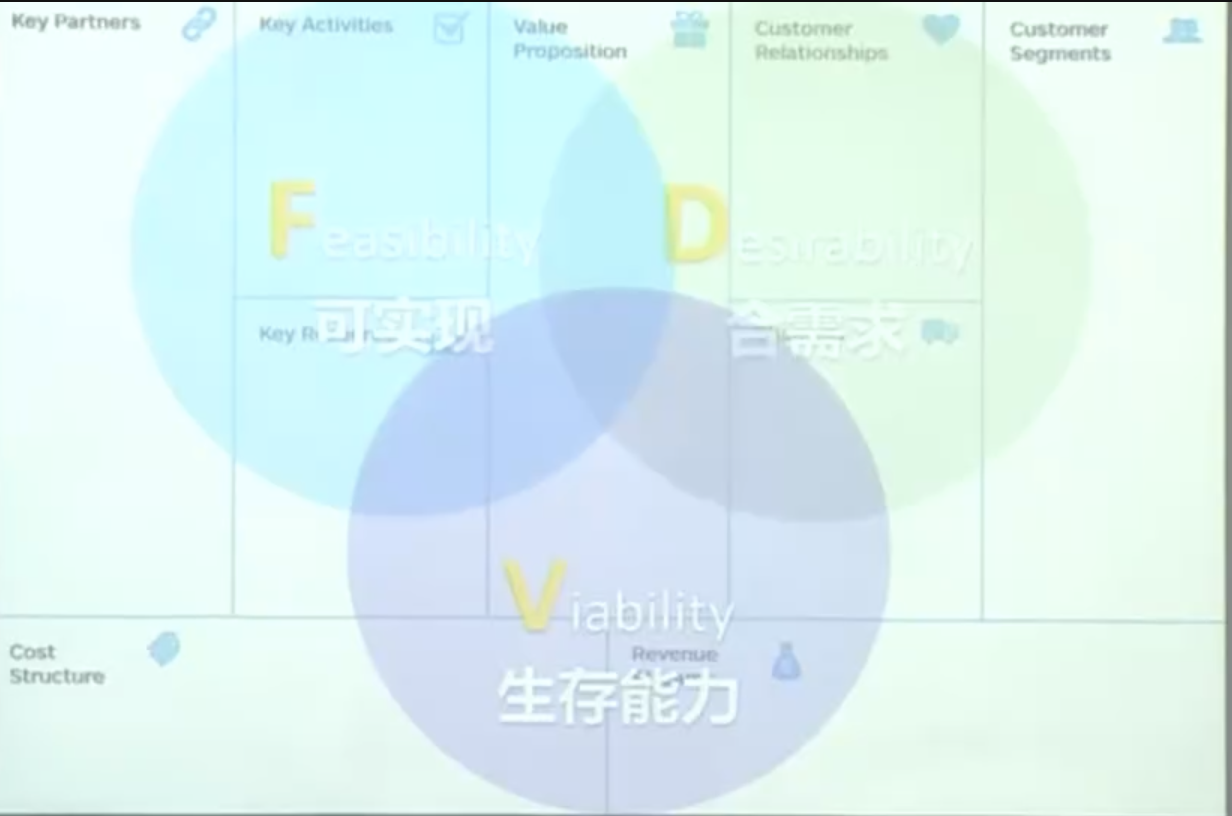 Key Partners
Key Activities
Value
Proposition
Customer
Relationships
Customer
Segments
Feasibility
Desirability
可实现
合需求
Key
Viability
Cost
Structure
Revenue
生存能力